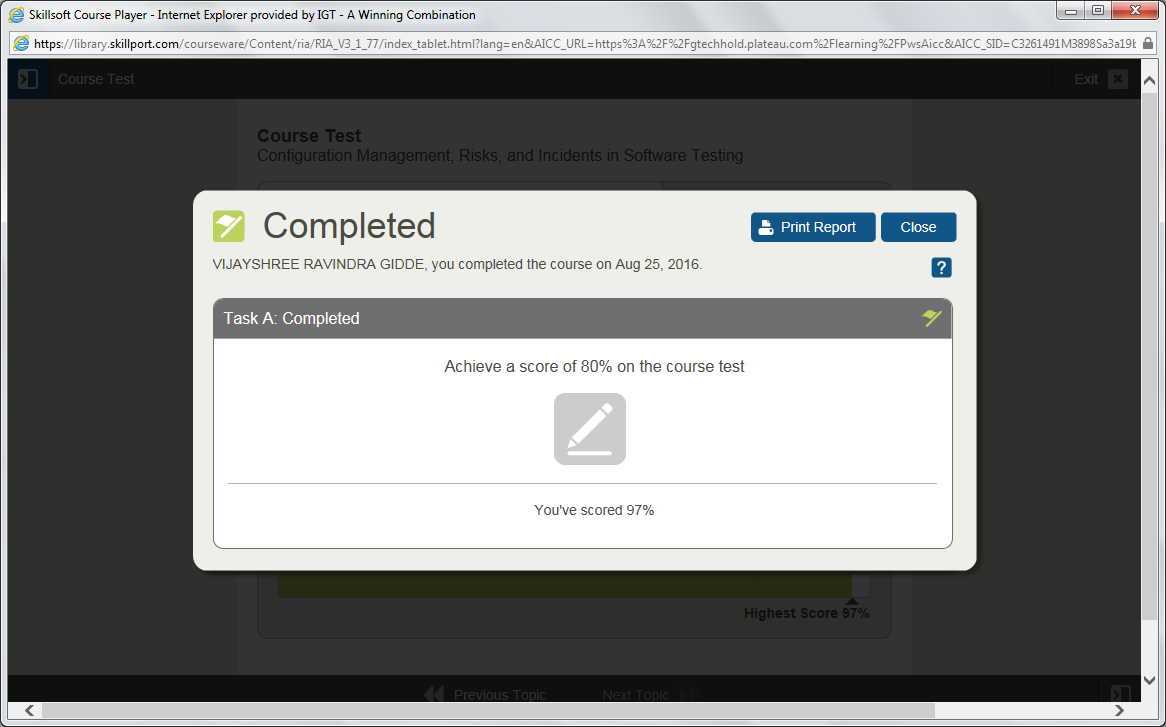 Skillsoft Course Player - Internet Explorer provided by IGT - A Winning Combination
https://library.skillport.com/courseware/Content/ria/RIA_V3_1_77/index_tablet.html?lang=en&AICC_URL=https%3A%2F%2Fgtechhold.plateau.com%2Flearning%2FPwsAicc&AICC_SID=C3261491M3898Sa3a19b
Course Test
Exit
Course Test
Configuration Management, Risks, and Incidents in Software Testing
Completed
Print Report
Close
VIJAYSHREE RAVINDRA GIDDE, you completed the course on Aug 25, 2016.
?
Task A: Completed
Achieve a score of 80% on the course test
You've scored 97%
Highest Score 97%
Previous Topic
Next Topic